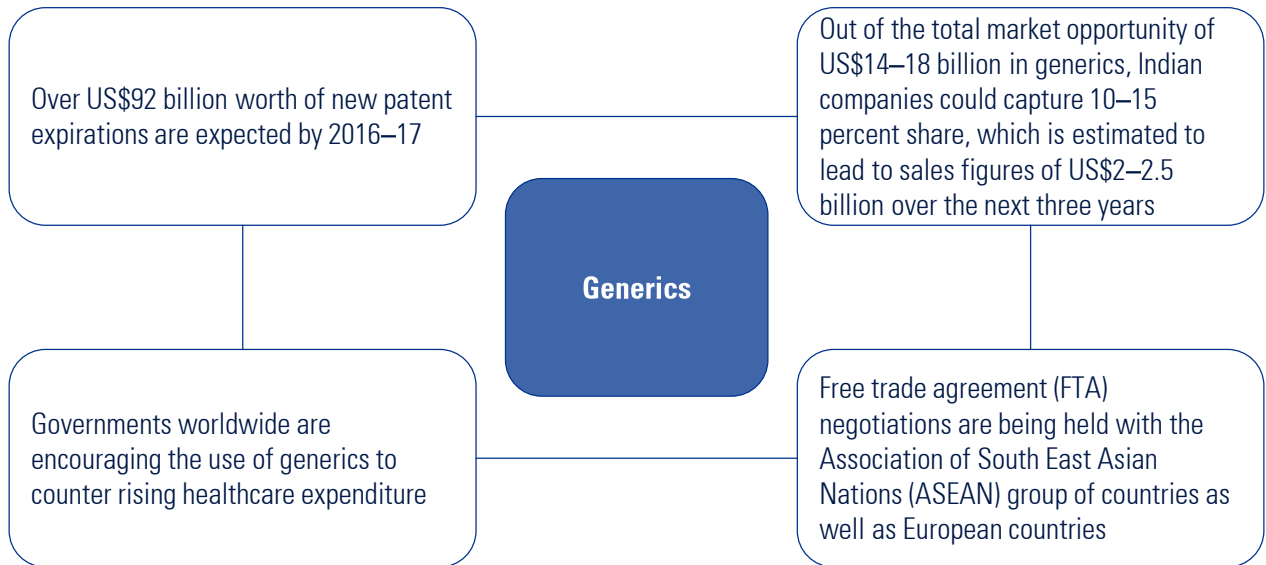 Over US$92 billion worth of new patent
expirations are expected by 2016–17
Out of the total market opportunity of
US$14–18 billion in generics, Indian
companies could capture 10–15
percent share, which is estimated to
lead to sales figures of US$2–2.5
billion over the next three years
Generics
Governments worldwide are
encouraging the use of generics to
counter rising healthcare expenditure
Free trade agreement (FTA)
negotiations are being held with the
Association of South East Asian
Nations (ASEAN) group of countries as
well as European countries